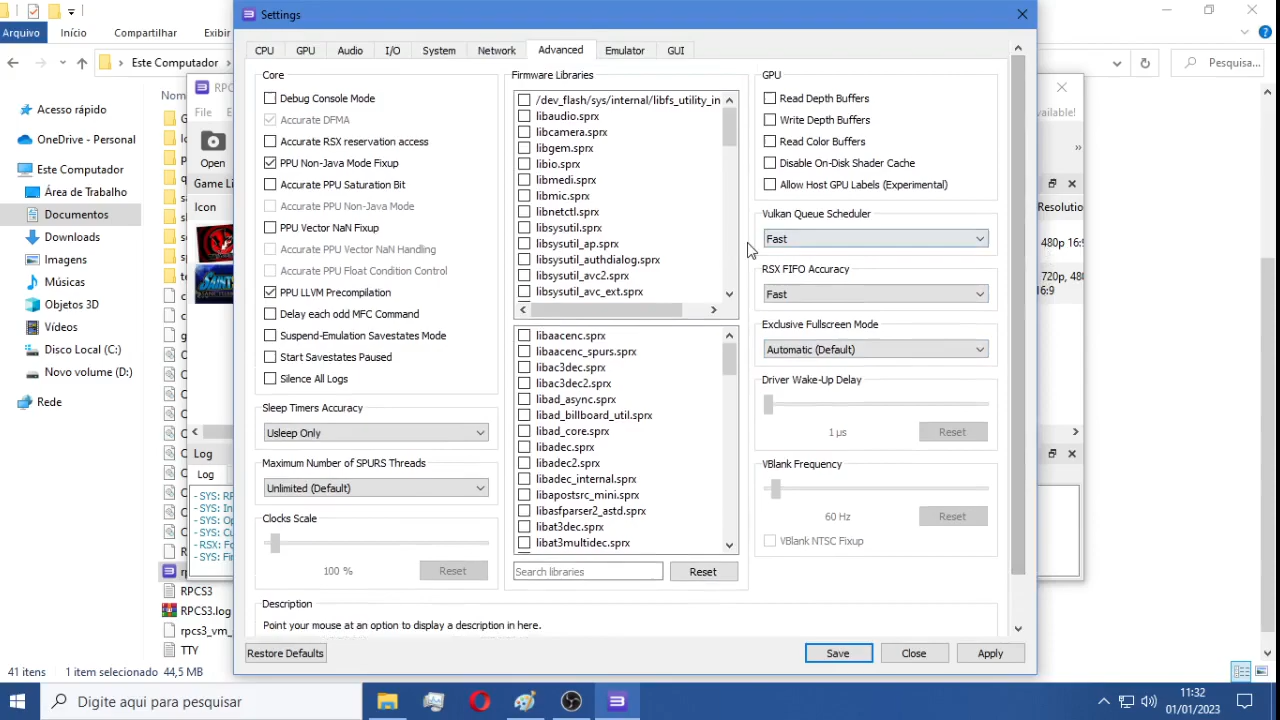 Settings
Arquivo
Início
Compartilhar
Exibir
Este Computador
Pesquisa...
Acesso rápido
OneDrive - Personal
Este Computador
Área de Trabalho
Documentos
Downloads
Imagens
Músicas
Objetos 3D
Vídeos
Disco Local (C:)
Novo volume (D:)
Rede
RPCS3
RPCS3.log
TTY
File
Open
Icon
Log
Log
available!
Resolutio
480p 16:9
16:9
CPU
GPU
Audio
I/O
System
Network
Advanced
Emulator
GUI
Core
Debug Console Mode
Accurate DFMA
Accurate RSX reservation access
PPU Non-Java Mode Fixup
Accurate PPU Saturation Bit
Accurate PPU Non-Java Mode
PPU Vector NaN Fixup
Accurate PPU Vector NaN Handling
Accurate PPU Float Condition Control
PPU LLVM Precompilation
Delay each odd MFC Command
Suspend-Emulation Savestates Mode
Start Savestates Paused
Silence All Logs
Sleep Timers Accuracy
Usleep Only
Maximum Number of SPURS Threads
Unlimited (Default)
Clocks Scale
100 %
Reset
Firmware Libraries
/dev_flash/sys/internal/libfs_utility_in
libaudio.sprx
libcamera.sprx
libgem.sprx
libio.sprx
libmedi.sprx
libmic.sprx
libnetctl.sprx
libsysutil.sprx
libsysutil_ap.sprx
libsysutil_authdialog.sprx
libsysutil_avc2.sprx
libsysutil_avc_ext.sprx
libaacenc.sprx
libaacenc_spurs.sprx
libac3dec.sprx
libac3dec2.sprx
libad_async.sprx
libad_billboard_util.sprx
libad_core.sprx
libadec.sprx
libadec2.sprx
libadec_internal.sprx
libapostsrc_mini.sprx
libasfparser2_astd.sprx
libat3dec.sprx
libat3multidec.sprx
Search libraries
Reset
GPU
Read Depth Buffers
Write Depth Buffers
Read Color Buffers
Disable On-Disk Shader Cache
Allow Host GPU Labels (Experimental)
Vulkan Queue Scheduler
Fast
RSX FIFO Accuracy
Fast
Exclusive Fullscreen Mode
Automatic (Default)
Driver Wake-Up Delay
1 µs
Reset
VBlank Frequency
60 Hz
Reset
VBlank NTSC Fixup
Description
Point your mouse at an option to display a description in here.
Restore Defaults
Save
Close
Apply
41 itens
1 item selecionado 44,5 MB
Digite aqui para pesquisar
11:32
01/01/2023